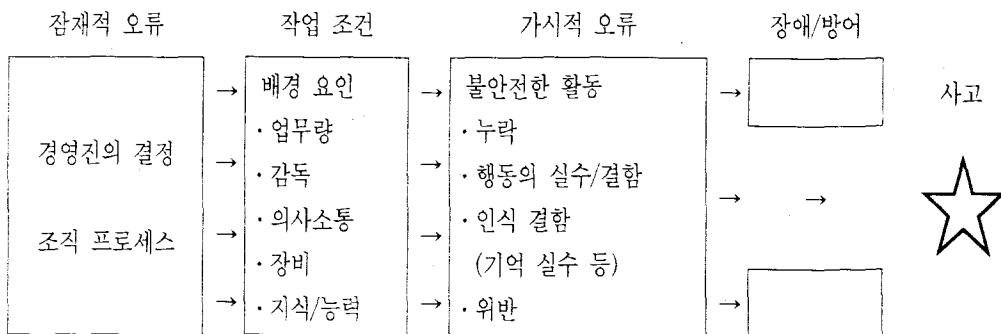 잠재적 오류 작업 조건 가시적 오류 장애/방어
경영진의 결정
조직 프로세스
→ 배경 요인
· 업무량
→ · 감독
→ · 의사소통
· 장비
→ · 지식/능력
→ 불안전한 활동
· 누락
→ · 행동의 실수/결함
→ · 인식 결함
(기억 실수 등)
→ · 위반
→
→ →
→
사고